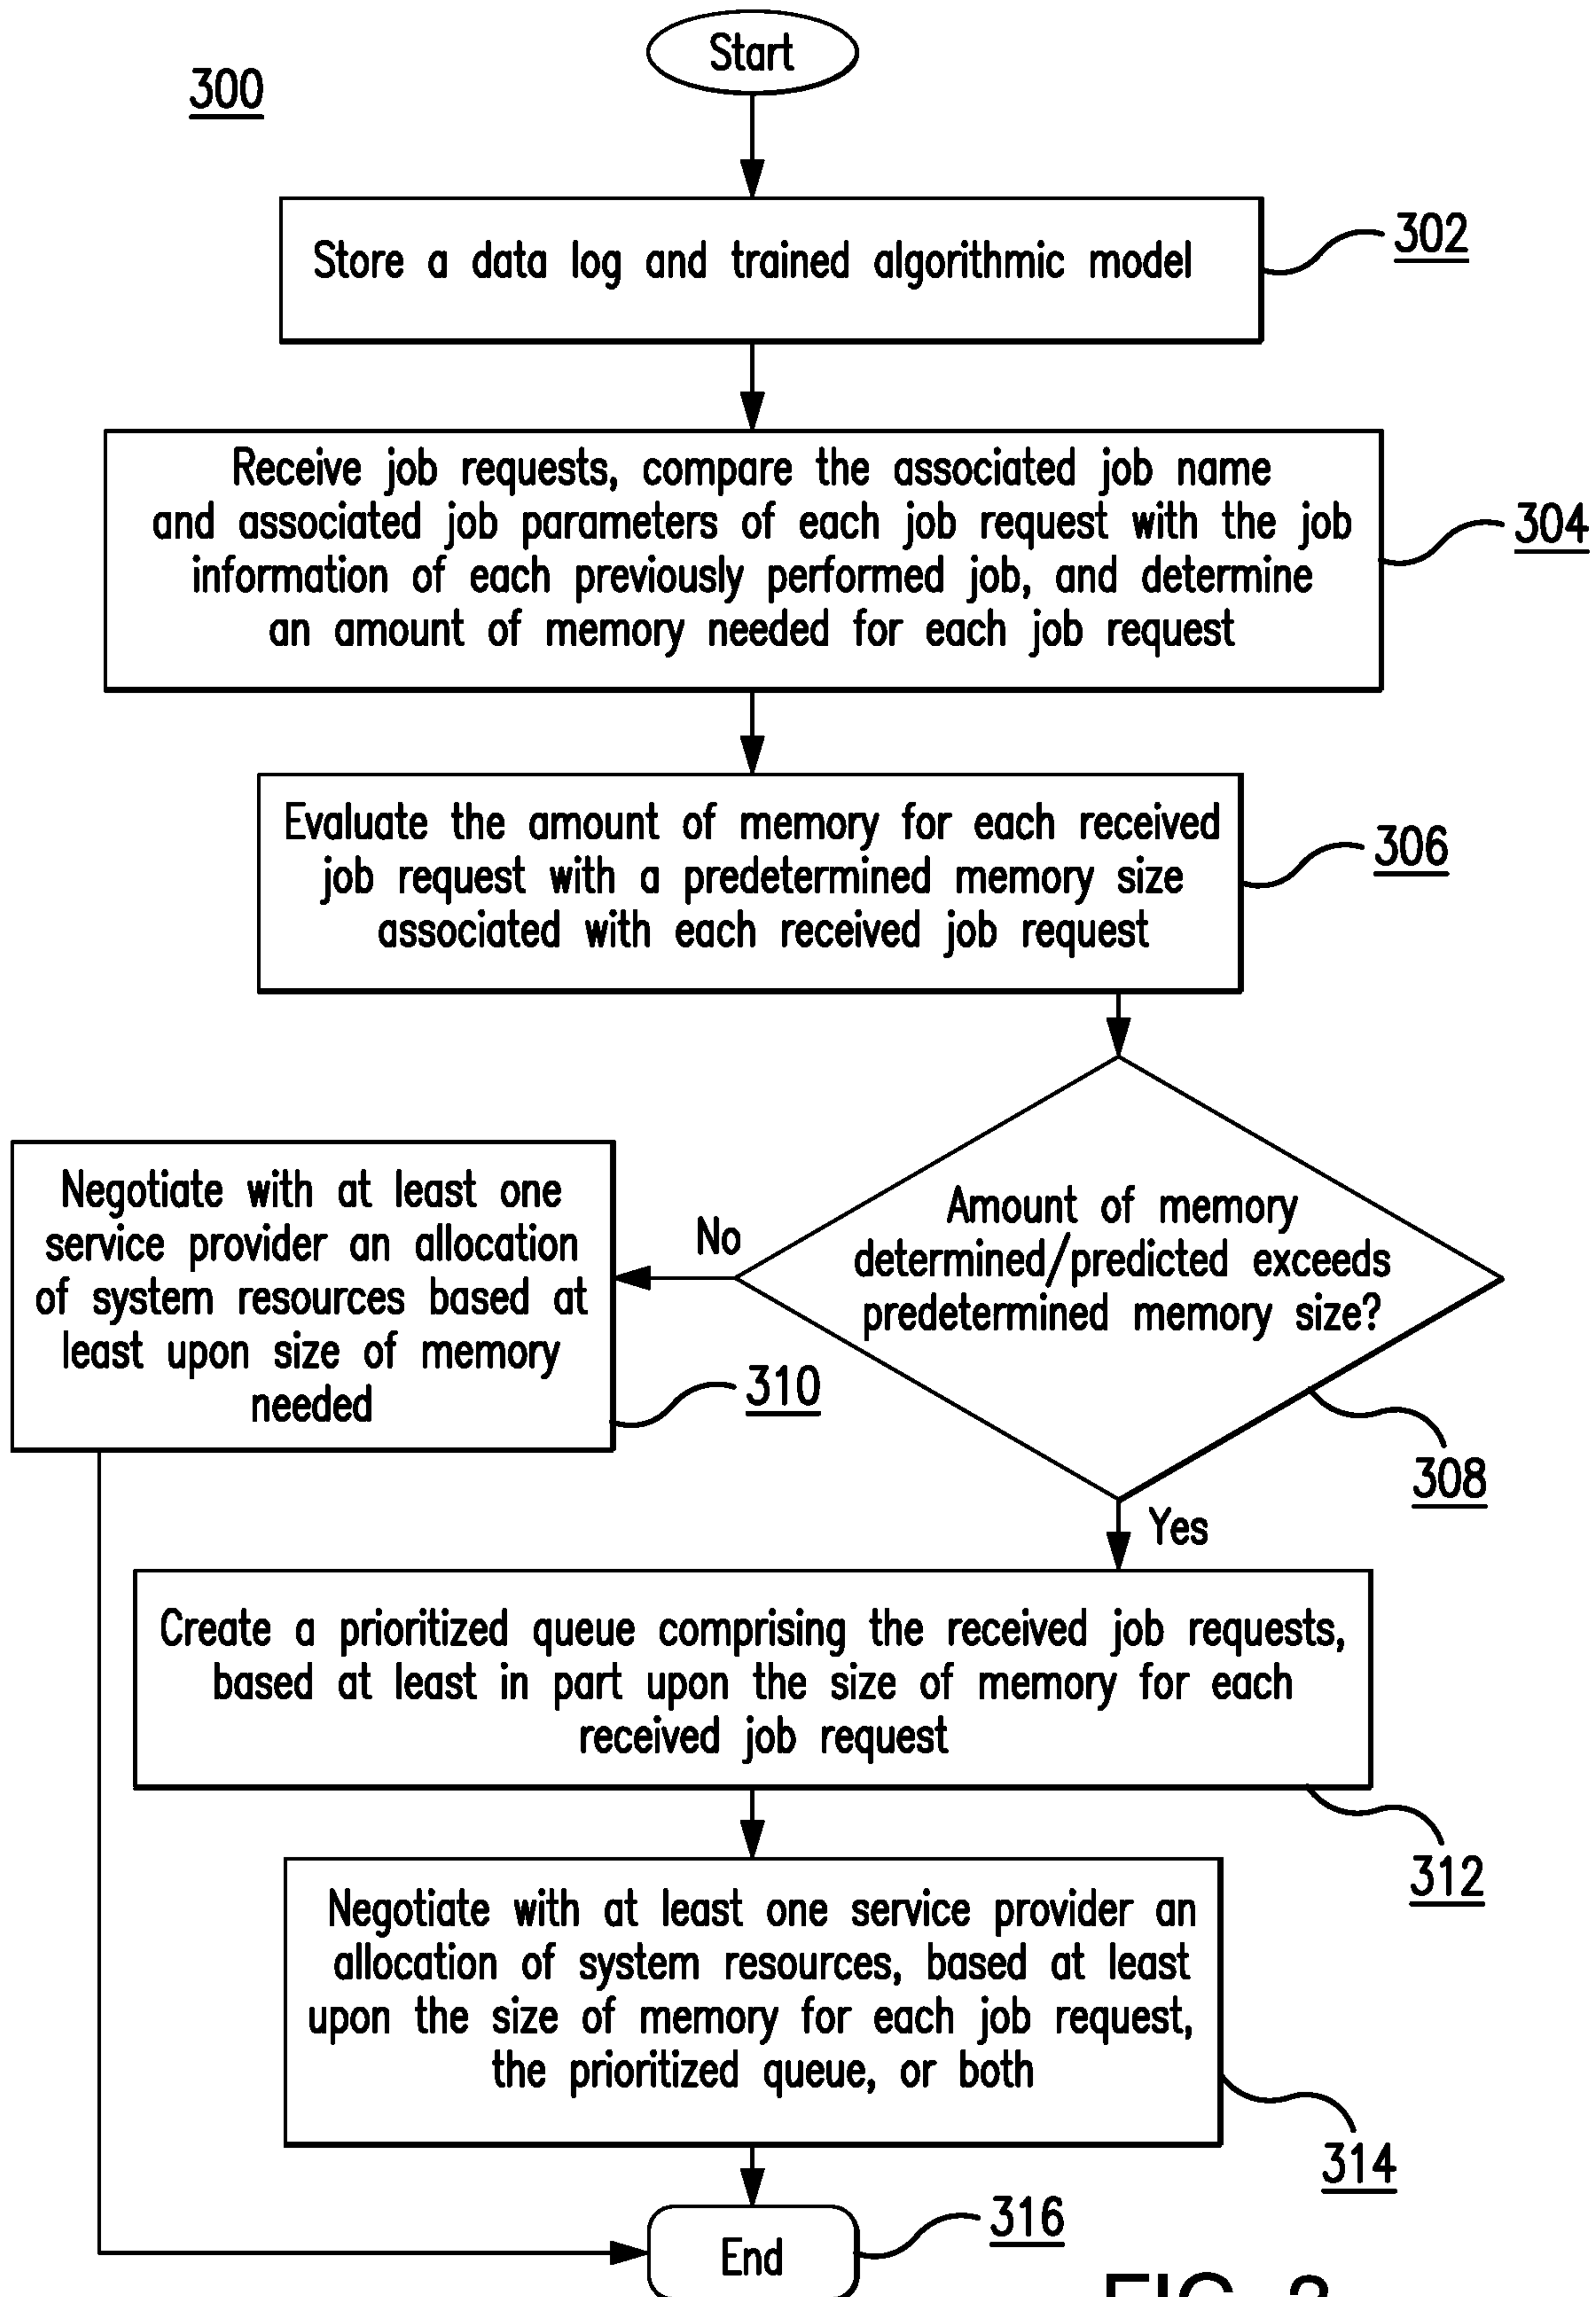 Start
300
Store a data log and trained algorithmic model
302
Receive job requests, compare the associated job name
and associated job parameters of each job request with the job
information of each previously performed job, and determine
an amount of memory needed for each job request
304
Evaluate the amount of memory for each received
job request with a predetermined memory size
associated with each received job request
306
Amount of memory
determined/predicted exceeds
predetermined memory size?
308
No
Negotiate with at least one
service provider an allocation
of system resources based at
least upon size of memory
needed
310
Yes
Create a prioritized queue comprising the received job requests,
based at least in part upon the size of memory for each
received job request
312
Negotiate with at least one service provider an
allocation of system resources, based at least
upon the size of memory for each job request,
the prioritized queue, or both
314
End
316
FIG.